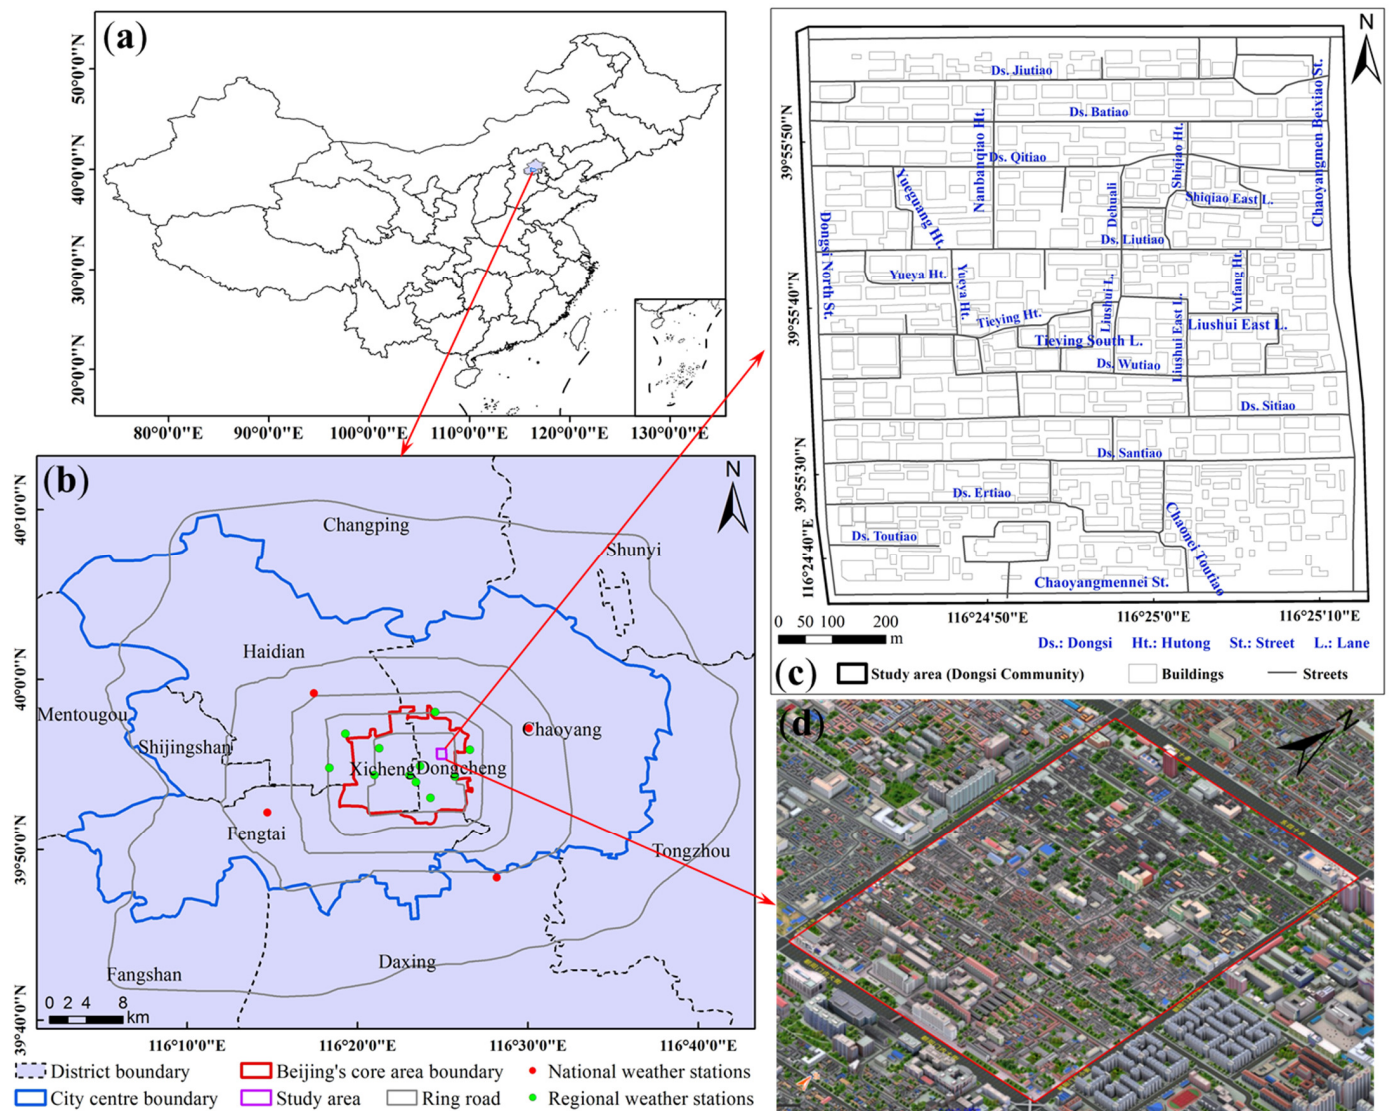 (a)
50°0'0"N
40°0'0"N
30°0'0"N
20°0'0"N
80°0'0"E 90°0'0"E 100°0'0"E 110°0'0"E 120°0'0"E 130°0'0"E
(b)
N
40°10'0"N
40°0'0"N
39°50'0"N
39°40'0"N
Changping
Shunyi
Haidian
Mentougou
Shijingshan
Chaoyang
Xicheng Dongcheng
Fengtai
Tongzhou
Fangshan
Daxing
0 2 4 8
km
116°10'0"E 116°20'0"E 116°30'0"E 116°40'0"E
District boundary
Beijing's core area boundary
National weather stations
City centre boundary
Study area
Ring road
Regional weather stations
N
39°55'50"N
39°55'40"N
39°55'30"N
116°24'40"E
Ds. Jiutiao
Ds. Batiao
Ds. Qitiao
Nanbanqiao Ht.
Shiqiao Ht.
Chaoyangmen Beixiao St.
Yueguang Ht.
Dehuali
Shiqiao East L.
Dongsi North St.
Ds. Liutiao
Yueya Ht.
Yueya Ht.
Yufang Ht.
Tieying Ht.
Liushui L.
Liushui East L.
Liushui East L.
Tieying South L.
Ds. Wutiao
Ds. Sitiao
Ds. Santiao
Ds. Ertiao
Ds. Toutiao
Chaonei Toutiao
Chaoyangmennei St.
116°24'50"E 116°25'0"E 116°25'10"E
0 50 100 200
m
Ds.: Dongsi Ht.: Hutong St.: Street L.: Lane
(c)
Study area (Dongsi Community)
Buildings
Streets
(d)
N